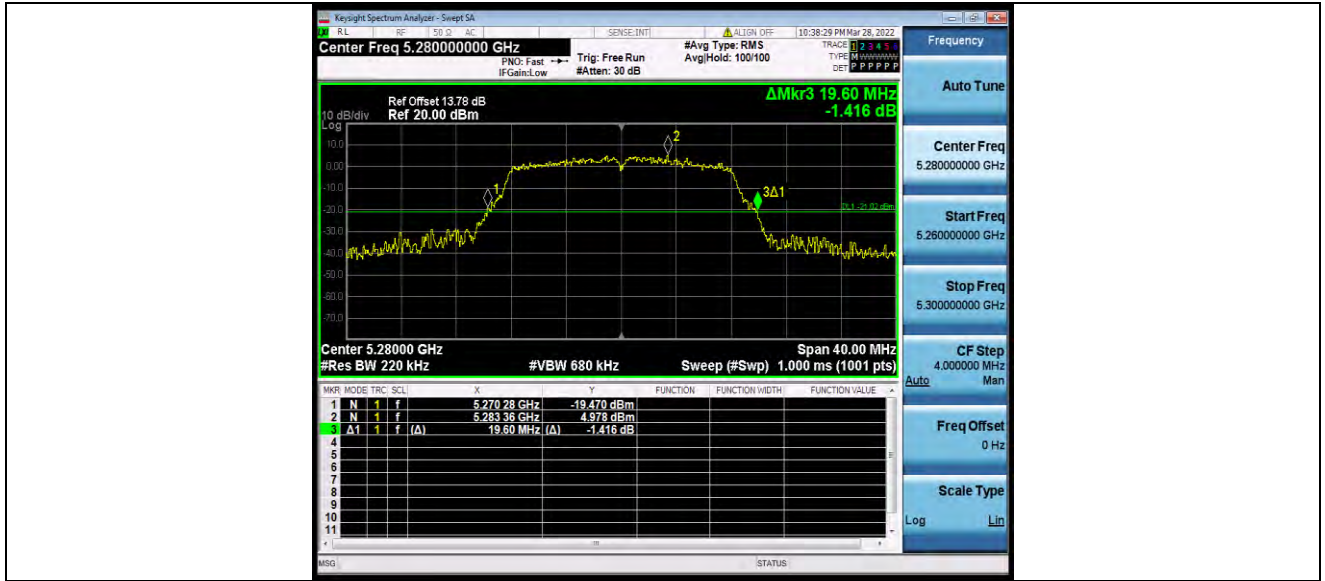 Keysight Spectrum Analyzer - Swept SA
RL RF 50 Ω AC SENSE:INT ALIGN OFF 10:38:29 PM Mar 28, 2022
Center Freq 5.280000000 GHz
PNO: Fast
IFGain:Low
Trig: Free Run
#Atten: 30 dB
#Avg Type: RMS
Avg|Hold: 100/100
TRACE 1 2 3 4 5 6
TYPE M WWWWW
DET P P P P P P
ΔMkr3 19.60 MHz
-1.416 dB
Ref Offset 13.78 dB
10 dB/div Ref 20.00 dBm
Log
10.0
0.00
-10.0
-20.0
-30.0
-40.0
-50.0
-60.0
-70.0
1
2
3Δ1
DL1 -21.02 dBm
Center 5.28000 GHz Span 40.00 MHz
#Res BW 220 kHz #VBW 680 kHz Sweep (#Swp) 1.000 ms (1001 pts)
MKR MODE TRC SCL X Y FUNCTION FUNCTION WIDTH FUNCTION VALUE
1 N 1 f 5.270 28 GHz -19.470 dBm
2 N 1 f 5.283 36 GHz 4.978 dBm
3 Δ1 1 f (Δ) 19.60 MHz (Δ) -1.416 dB
4
5
6
7
8
9
10
11
MSG STATUS
Frequency
Auto Tune
Center Freq
5.280000000 GHz
Start Freq
5.260000000 GHz
Stop Freq
5.300000000 GHz
CF Step
4.000000 MHz
Auto Man
Freq Offset
0 Hz
Scale Type
Log Lin